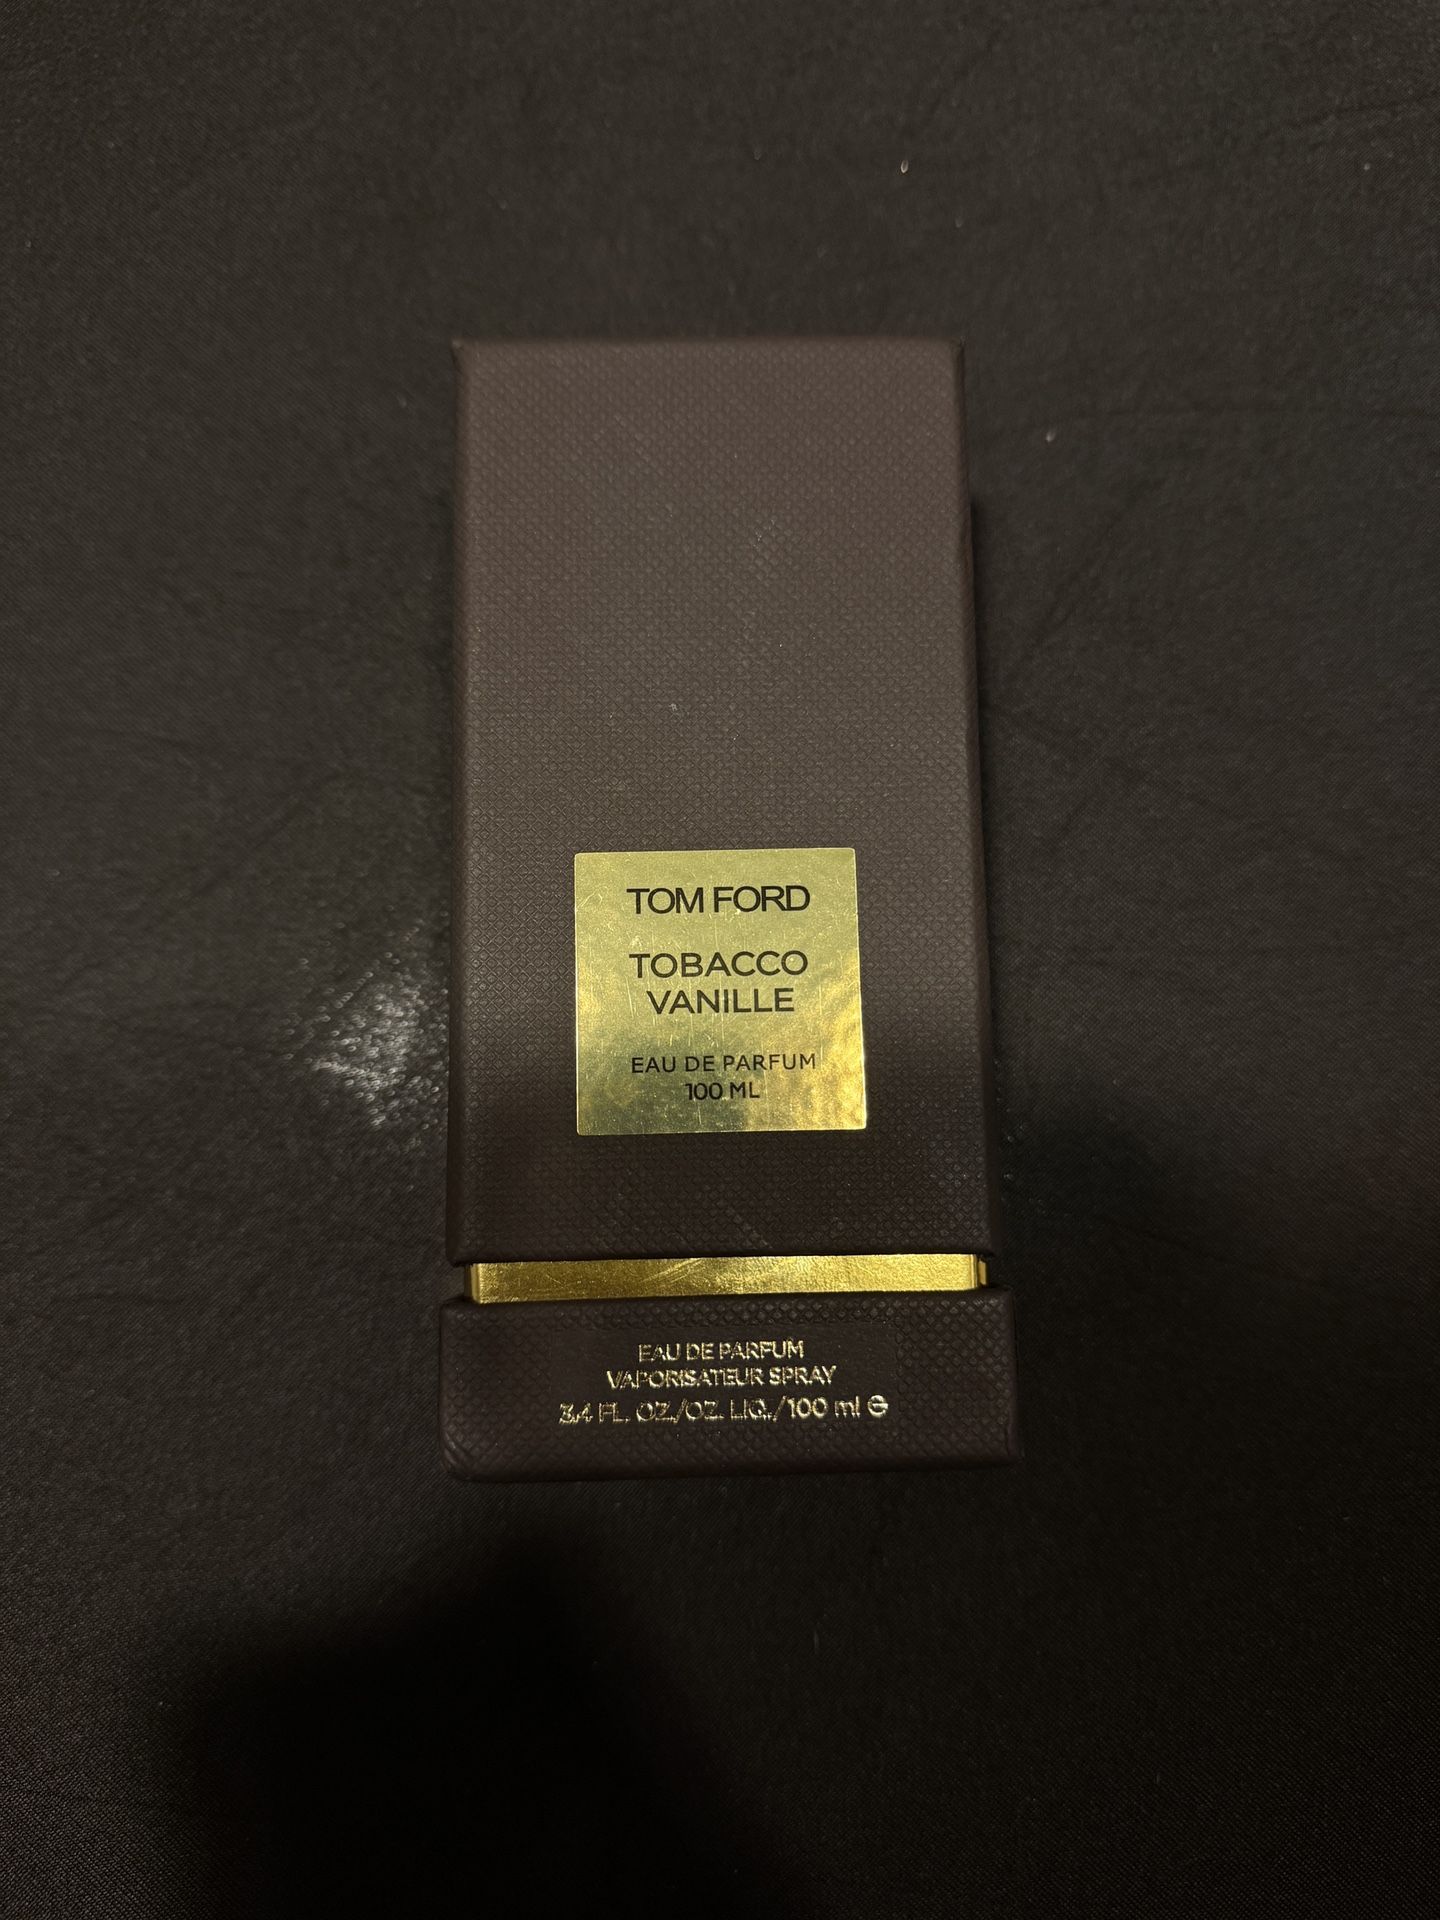 TOM FORD
TOBACCO
VANILLE
EAU DE PARFUM
100 ML
EAU DE PARFUM
VAPORISATEUR SPRAY
3.4 FL. OZ./OZ. LIQ./100 ml ℮